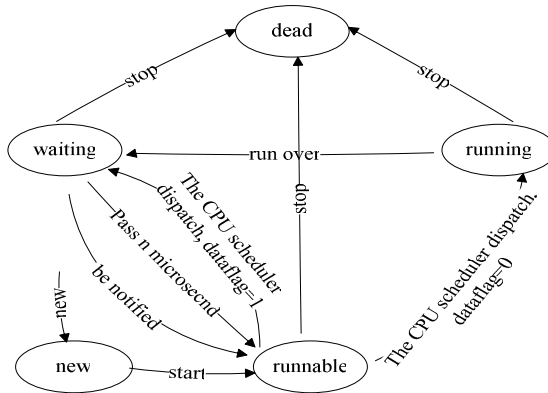 dead
stop
stop
waiting
run over
running
The CPU scheduler
dispatch, dataflag=1
stop
Pass n microsecnd
be notified
The CPU scheduler dispatch.
dataflag=0
new
new
start
runnable